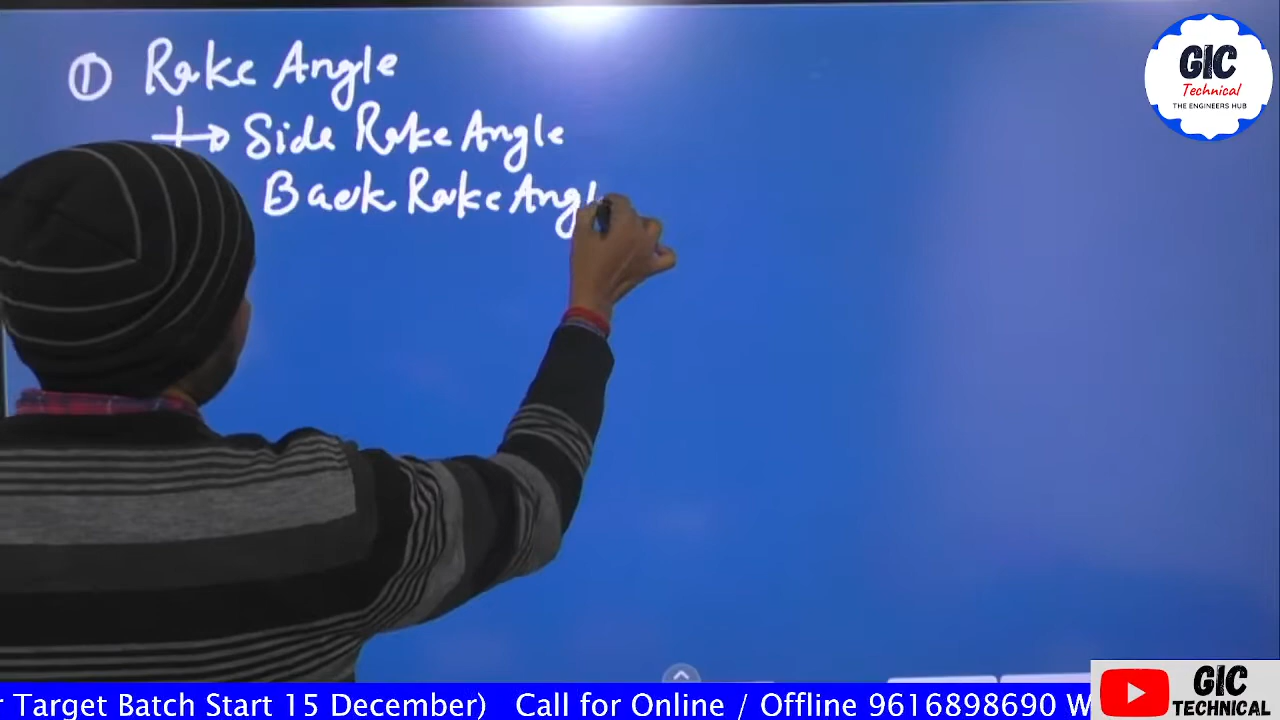 ① Rake Angle
Side Rake Angle
Back Rake Angl
GIC
Technical
THE ENGINEERS HUB
Target Batch Start 15 December) Call for Online / Offline 9616898690 W
GIC
TECHNICAL